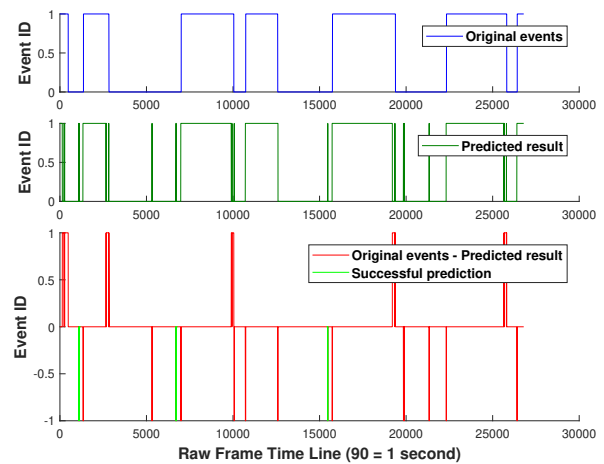 1
0.5
0
Event ID
Original events
0 5000 10000 15000 20000 25000 30000
1
0.5
0
Event ID
Predicted result
0 5000 10000 15000 20000 25000 30000
1
0.5
0
-0.5
-1
Event ID
Original events - Predicted result
Successful prediction
0 5000 10000 15000 20000 25000 30000
Raw Frame Time Line (90 = 1 second)